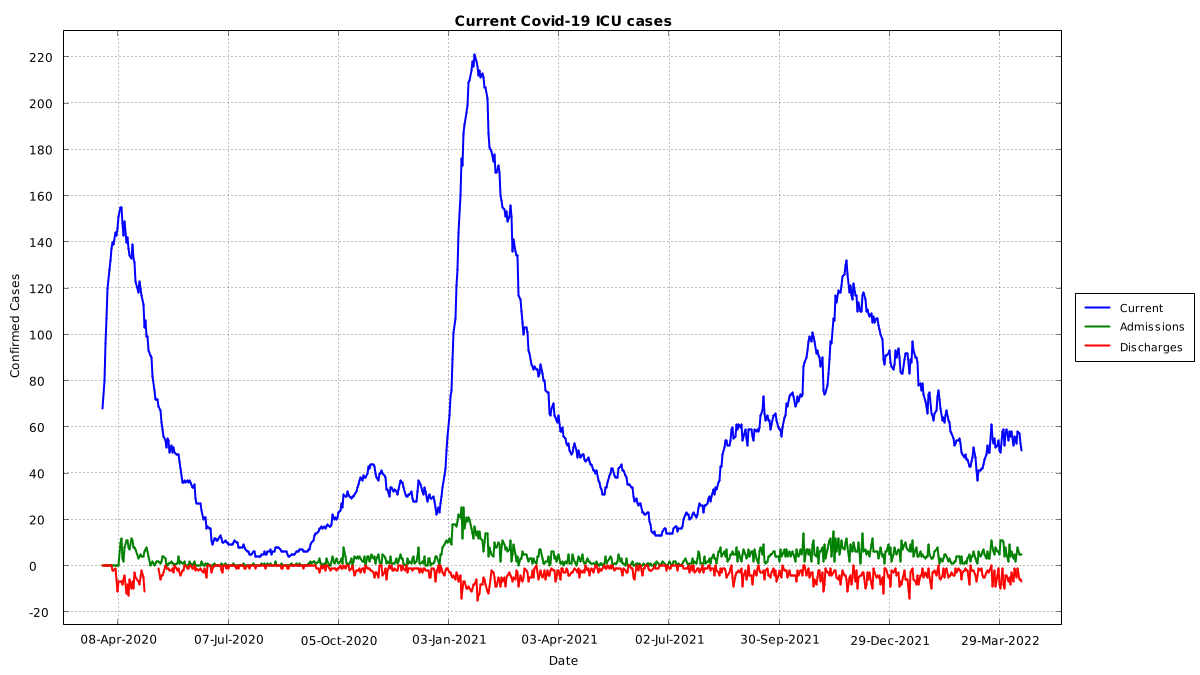 Current Covid-19 ICU cases
Confirmed Cases
220
200
180
160
140
120
100
80
60
40
20
0
-20
08-Apr-2020 07-Jul-2020 05-Oct-2020 03-Jan-2021 03-Apr-2021 02-Jul-2021 30-Sep-2021 29-Dec-2021 29-Mar-2022
Date
Current
Admissions
Discharges